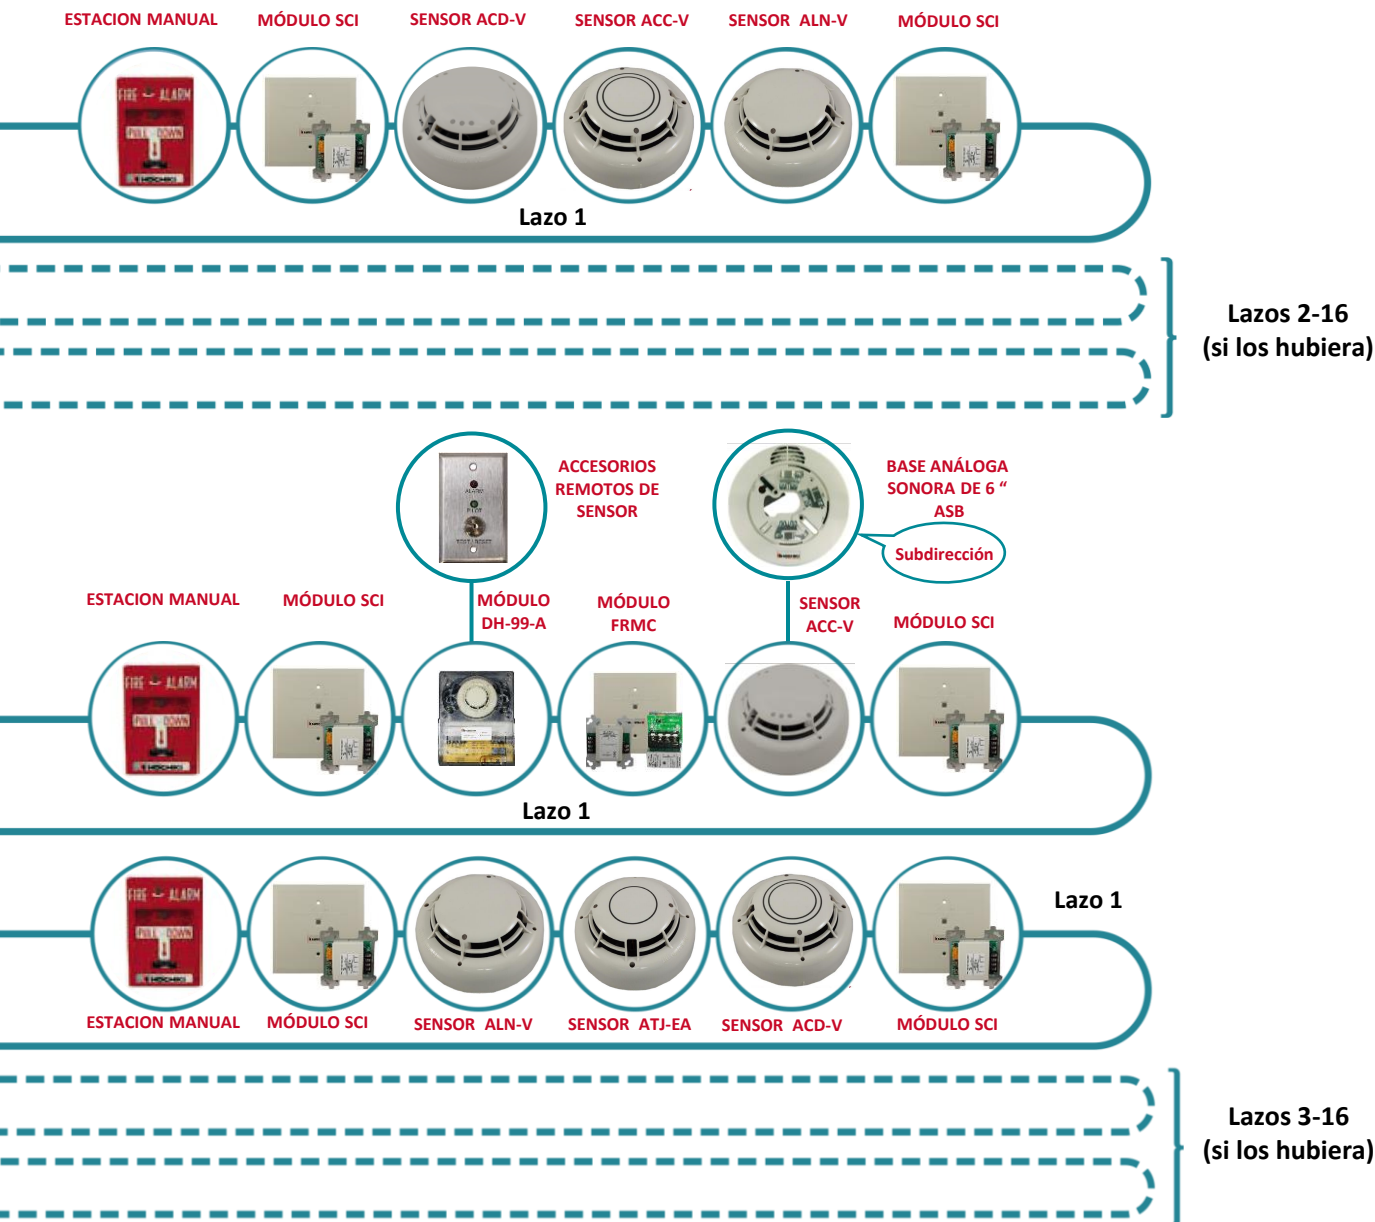 ESTACION MANUAL
MÓDULO SCI
SENSOR ACD-V
SENSOR ACC-V
SENSOR ALN-V
MÓDULO SCI
FIRE ALARM
PULL DOWN
HOCHIKI
Lazo 1
Lazos 2-16
(si los hubiera)
ALARM
PILOT
ACCESORIOS
REMOTOS DE
SENSOR
BASE ANÁLOGA
SONORA DE 6 “
ASB
Subdirección
ESTACION MANUAL
MÓDULO SCI
MÓDULO
DH-99-A
MÓDULO
FRMC
SENSOR
ACC-V
MÓDULO SCI
FIRE ALARM
PULL DOWN
HOCHIKI
Lazo 1
FIRE ALARM
PULL DOWN
HOCHIKI
Lazo 1
ESTACION MANUAL
MÓDULO SCI
SENSOR ALN-V
SENSOR ATJ-EA
SENSOR ACD-V
MÓDULO SCI
Lazos 3-16
(si los hubiera)